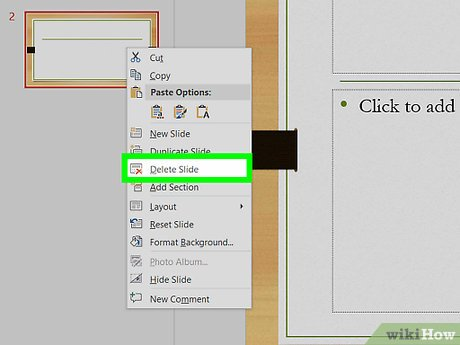 2
Cut
Copy
Paste Options:
A
New Slide
Duplicate Slide
Delete Slide
Add Section
Layout
Reset Slide
Format Background...
Photo Album...
Hide Slide
New Comment
• Click to add
wikiHow